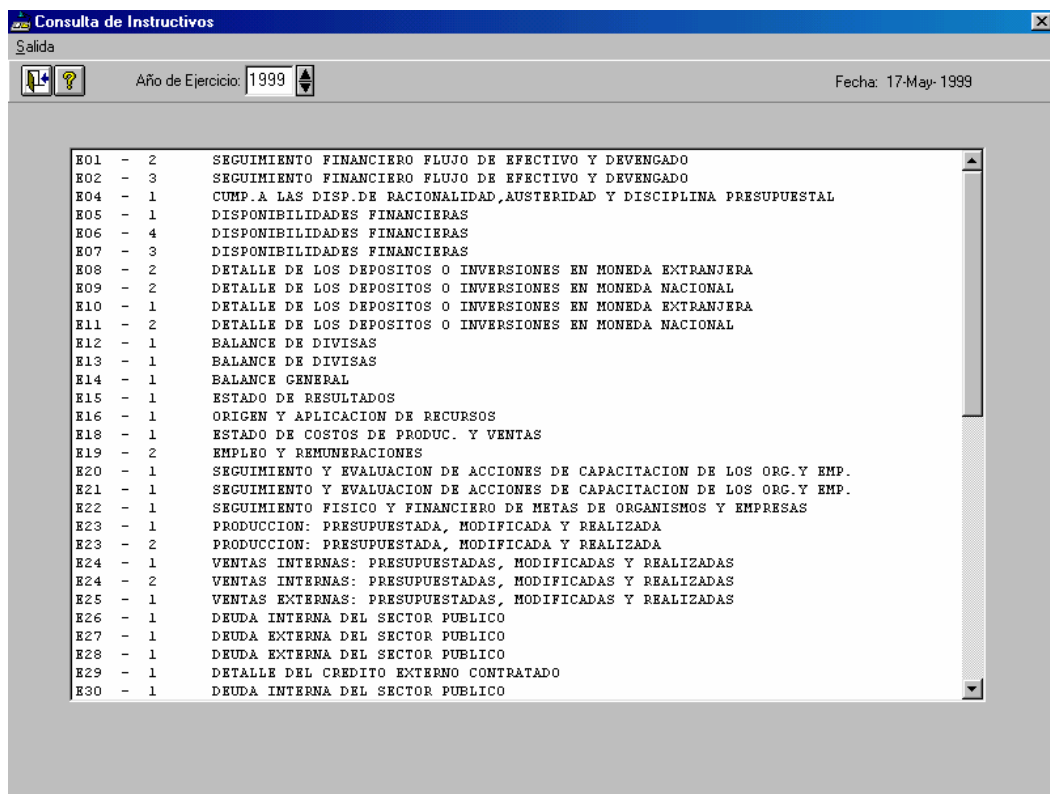 Consulta de Instructivos
Salida
Año de Ejercicio: 1999 Fecha: 17-May- 1999
E01 - 2 SEGUIMIENTO FINANCIERO FLUJO DE EFECTIVO Y DEVENGADO
E02 - 3 SEGUIMIENTO FINANCIERO FLUJO DE EFECTIVO Y DEVENGADO
E04 - 1 CUMP.A LAS DISP.DE RACIONALIDAD,AUSTERIDAD Y DISCIPLINA PRESUPUESTAL
E05 - 1 DISPONIBILIDADES FINANCIERAS
E06 - 4 DISPONIBILIDADES FINANCIERAS
E07 - 3 DISPONIBILIDADES FINANCIERAS
E08 - 2 DETALLE DE LOS DEPOSITOS O INVERSIONES EN MONEDA EXTRANJERA
E09 - 2 DETALLE DE LOS DEPOSITOS O INVERSIONES EN MONEDA NACIONAL
E10 - 1 DETALLE DE LOS DEPOSITOS O INVERSIONES EN MONEDA EXTRANJERA
E11 - 2 DETALLE DE LOS DEPOSITOS O INVERSIONES EN MONEDA NACIONAL
E12 - 1 BALANCE DE DIVISAS
E13 - 1 BALANCE DE DIVISAS
E14 - 1 BALANCE GENERAL
E15 - 1 ESTADO DE RESULTADOS
E16 - 1 ORIGEN Y APLICACION DE RECURSOS
E18 - 1 ESTADO DE COSTOS DE PRODUC. Y VENTAS
E19 - 2 EMPLEO Y REMUNERACIONES
E20 - 1 SEGUIMIENTO Y EVALUACION DE ACCIONES DE CAPACITACION DE LOS ORG.Y EMP.
E21 - 1 SEGUIMIENTO Y EVALUACION DE ACCIONES DE CAPACITACION DE LOS ORG.Y EMP.
E22 - 1 SEGUIMIENTO FISICO Y FINANCIERO DE METAS DE ORGANISMOS Y EMPRESAS
E23 - 1 PRODUCCION: PRESUPUESTADA, MODIFICADA Y REALIZADA
E23 - 2 PRODUCCION: PRESUPUESTADA, MODIFICADA Y REALIZADA
E24 - 1 VENTAS INTERNAS: PRESUPUESTADAS, MODIFICADAS Y REALIZADAS
E24 - 2 VENTAS INTERNAS: PRESUPUESTADAS, MODIFICADAS Y REALIZADAS
E25 - 1 VENTAS EXTERNAS: PRESUPUESTADAS, MODIFICADAS Y REALIZADAS
E26 - 1 DEUDA INTERNA DEL SECTOR PUBLICO
E27 - 1 DEUDA EXTERNA DEL SECTOR PUBLICO
E28 - 1 DEUDA EXTERNA DEL SECTOR PUBLICO
E29 - 1 DETALLE DEL CREDITO EXTERNO CONTRATADO
E30 - 1 DEUDA INTERNA DEL SECTOR PUBLICO